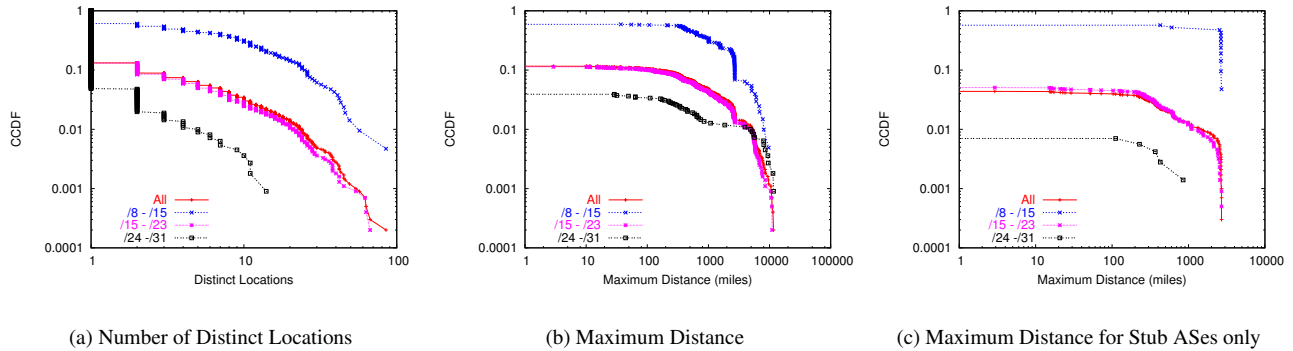 1
0.1
0.01
0.001
0.0001
CCDF
All
/8 - /15
/15 - /23
/24 -/31
1 10 100
Distinct Locations
(a) Number of Distinct Locations
1
0.1
0.01
0.001
0.0001
CCDF
All
/8 - /15
/15 - /23
/24 -/31
1 10 100 1000 10000 100000
Maximum Distance (miles)
(b) Maximum Distance
1
0.1
0.01
0.001
0.0001
CCDF
All
/8 - /15
/15 - /23
/24 -/31
1 10 100 1000 10000
Maximum Distance (miles)
(c) Maximum Distance for Stub ASes only